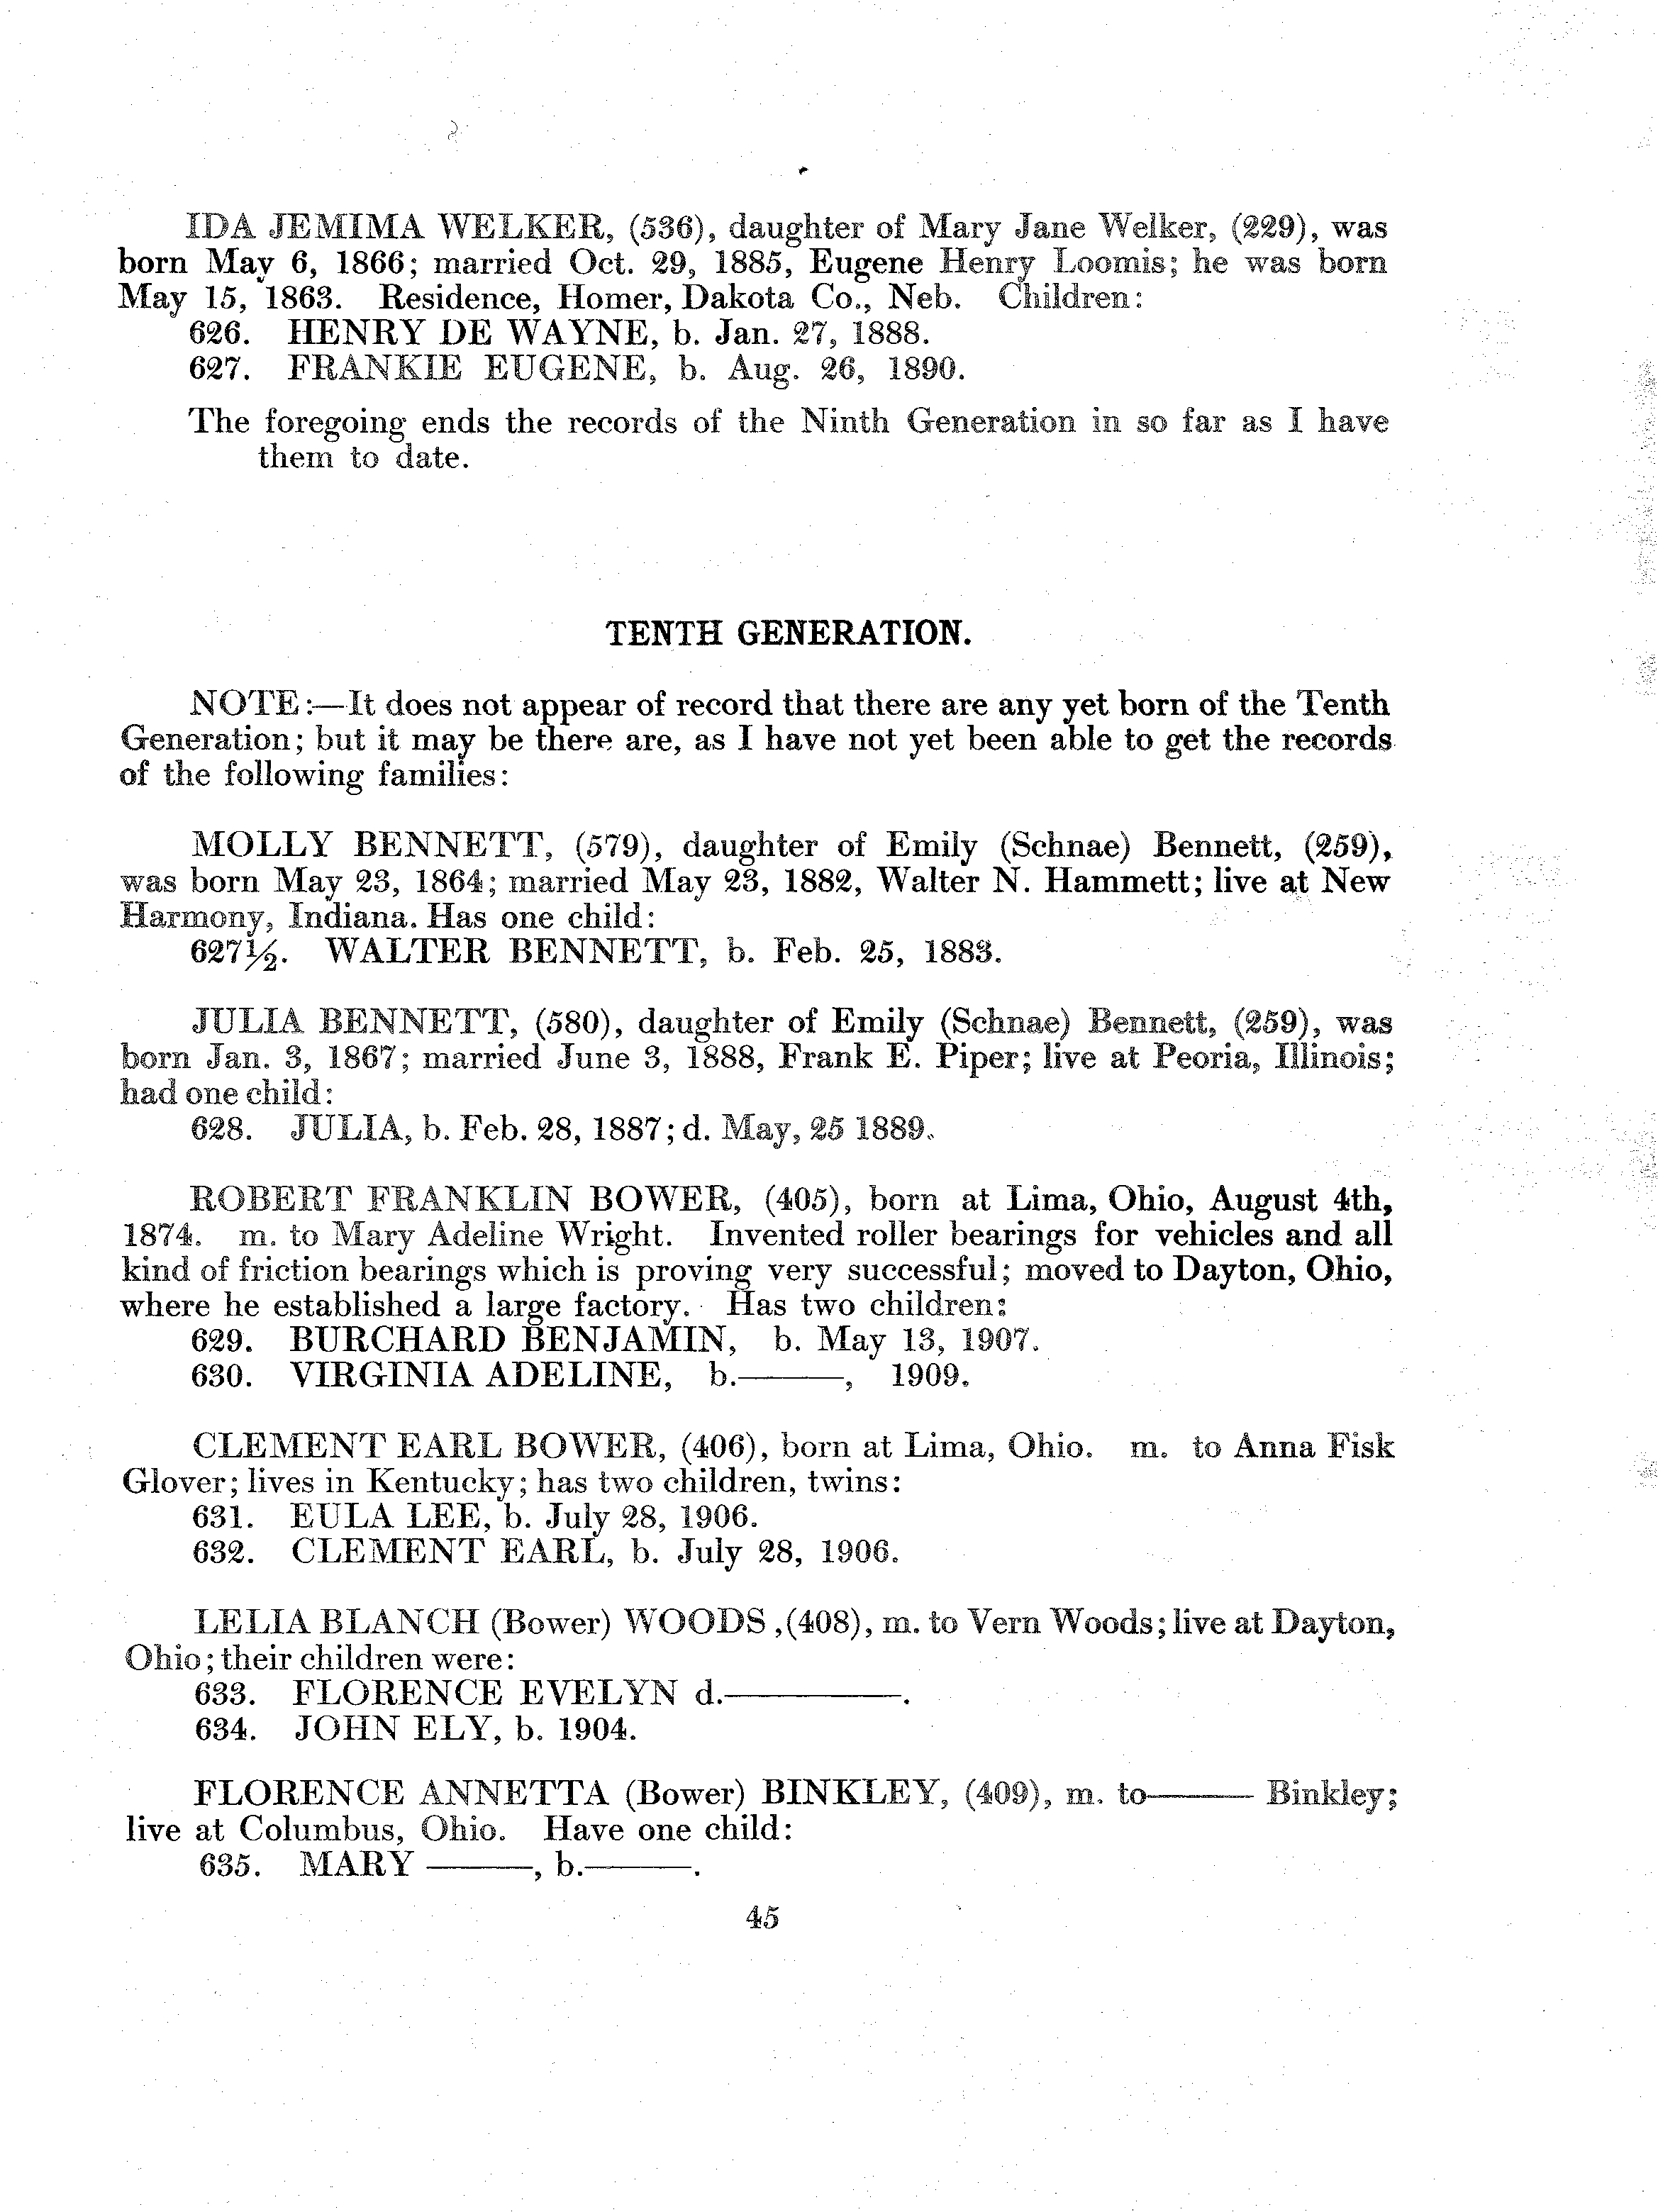 IDA JEMIMA WELKER, (536), daughter of Mary Jane Welker, (229), was
born May 6, 1866; married Oct. 29, 1885, Eugene Henry Loomis; he was born
May 15, 1863. Residence, Homer, Dakota Co., Neb. Children:
626. HENRY DE WAYNE, b. Jan. 27, 1888.
627. FRANKIE EUGENE, b. Aug. 26, 1890.
The foregoing ends the records of the Ninth Generation in so far as I have
them to date.
TENTH GENERATION.
NOTE:—It does not appear of record that there are any yet born of the Tenth
Generation; but it may be there are, as I have not yet been able to get the records
of the following families:
MOLLY BENNETT, (579), daughter of Emily (Schnae) Bennett, (259),
was born May 23, 1864; married May 23, 1882, Walter N. Hammett; live at New
Harmony, Indiana. Has one child:
627½. WALTER BENNETT, b. Feb. 25, 1883.
JULIA BENNETT, (580), daughter of Emily (Schnae) Bennett, (259), was
born Jan. 3, 1867; married June 3, 1888, Frank E. Piper; live at Peoria, Illinois;
had one child:
628. JULIA, b. Feb. 28, 1887; d. May, 25 1889.
ROBERT FRANKLIN BOWER, (405), born at Lima, Ohio, August 4th,
1874. m. to Mary Adeline Wright. Invented roller bearings for vehicles and all
kind of friction bearings which is proving very successful; moved to Dayton, Ohio,
where he established a large factory. Has two children:
629. BURCHARD BENJAMIN, b. May 13, 1907.
630. VIRGINIA ADELINE, b.———, 1909.
CLEMENT EARL BOWER, (406), born at Lima, Ohio. m. to Anna Fisk
Glover; lives in Kentucky; has two children, twins:
631. EULA LEE, b. July 28, 1906.
632. CLEMENT EARL, b. July 28, 1906.
LELIA BLANCH (Bower) WOODS ,(408), m. to Vern Woods; live at Dayton,
Ohio; their children were:
633. FLORENCE EVELYN d.—————.
634. JOHN ELY, b. 1904.
FLORENCE ANNETTA (Bower) BINKLEY, (409), m. to——— Binkley;
live at Columbus, Ohio. Have one child:
635. MARY ———, b.———.
45